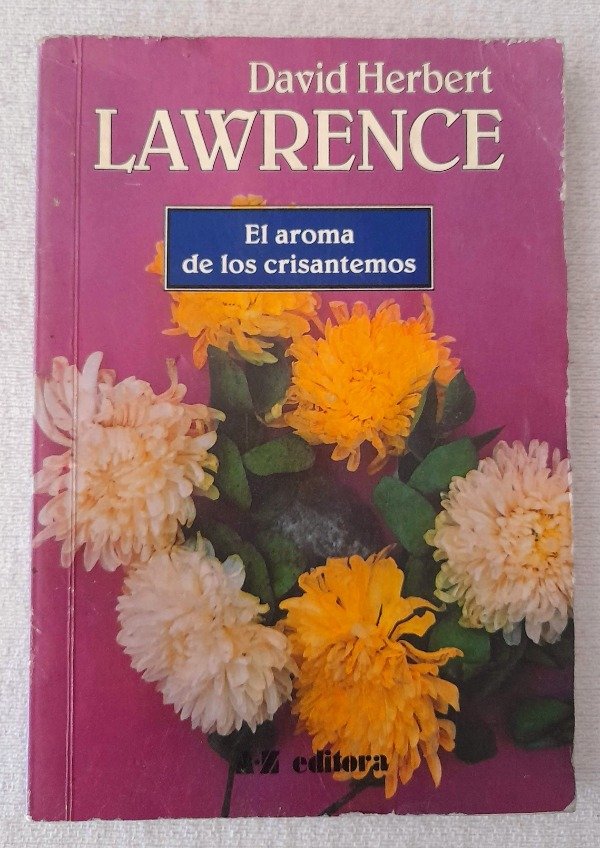 David Herbert
LAWRENCE
El aroma
de los crisantemos
A·Z editora